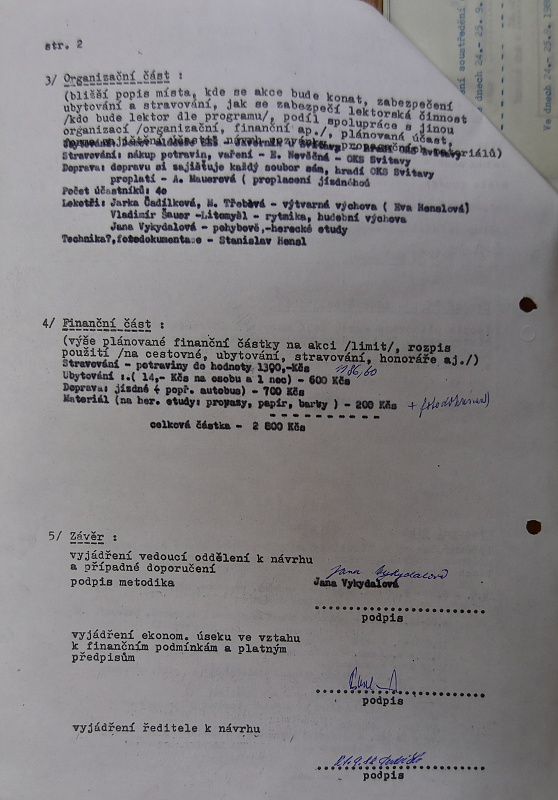 str. 2
3/ Organizační část :
(bližší popis místa, kde se akce bude konat, zabezpečení
ubytování a stravování, jak se zabezpečí lektorská činnost
/kdo bude lektor dle programu/, podíl spolupráce s jinou
organizací /organizační, finanční ap./, plánovaná účast,
Stravování: nákup potravin, vaření - OKS Svitavy
Doprava: dopravu si zajišťuje každý soubor sám, hradí OKS Svitavy
proplatí - A. Mauerová ( proplacení jízdného
Počet účastníků: 40
Lektoři: Jarka Čadílková, M. Třebová - výtvarná výchova ( Eva Henslová)
Vladimír Šauer -Litomyšl - rytmika, hudební výchova
Jana Vykydalová - pohybově,-herecké etudy
Technika?,fotodokumentace - Stanislav Hensl
4/ Finanční část :
(výše plánované finanční částky na akci /limit/, rozpis
použití /na cestovné, ubytování, stravování, honoráře aj./)
Stravování - potraviny do hodnoty 1300,-Kčs 1186,60
Ubytování :.( 14,- Kčs na osobu a 1 noc) - 600 Kčs
Doprava: jízdné ( popř. autobus) - 700 Kčs
Materiál (na her. etudy: propasy, papír, barvy ) - 200 Kčs
- - - - - - - - - -
celková částka - 2 800 Kčs
5/ Závěr :
vyjádření vedoucí oddělení k návrhu
a případné doporučení
Jana Vykydalová
podpis metodika Jana Vykydalová
podpis
vyjádření ekonom. úseku ve vztahu
k finančním podmínkám a platným
předpisům
podpis
vyjádření ředitele k návrhu
podpis